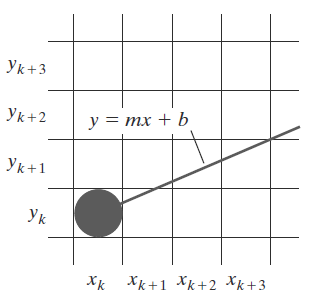 y_{k+3}
y_{k+2}
y = mx + b
y_{k+1}
y_k
x_k x_{k+1} x_{k+2} x_{k+3}